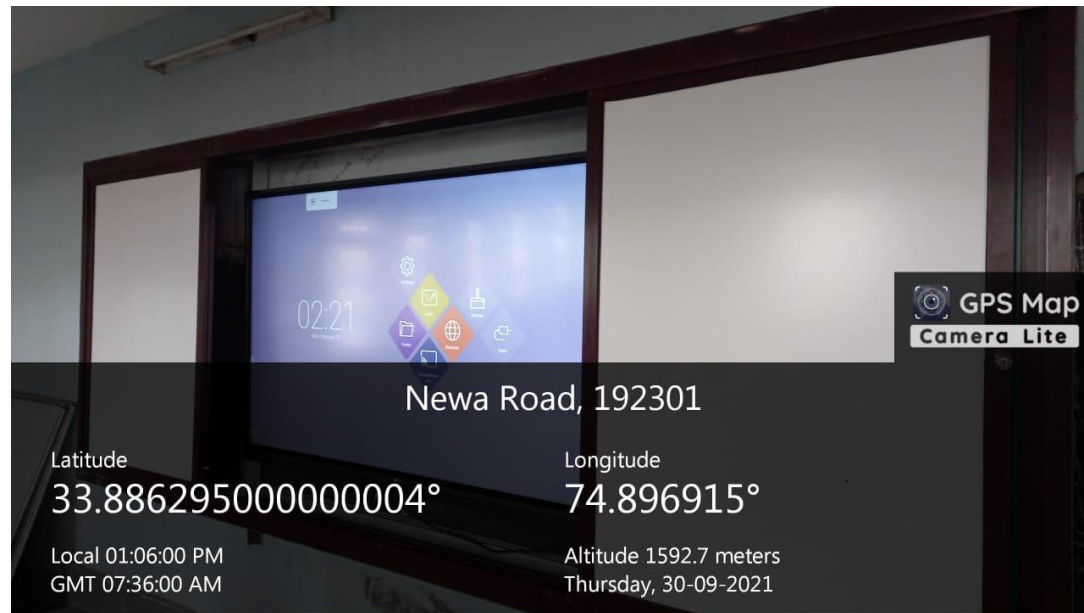 02:21
GPS Map
Camera Lite
Newa Road, 192301
Latitude
33.886295000000004°
Longitude
74.896915°
Local 01:06:00 PM
GMT 07:36:00 AM
Altitude 1592.7 meters
Thursday, 30-09-2021